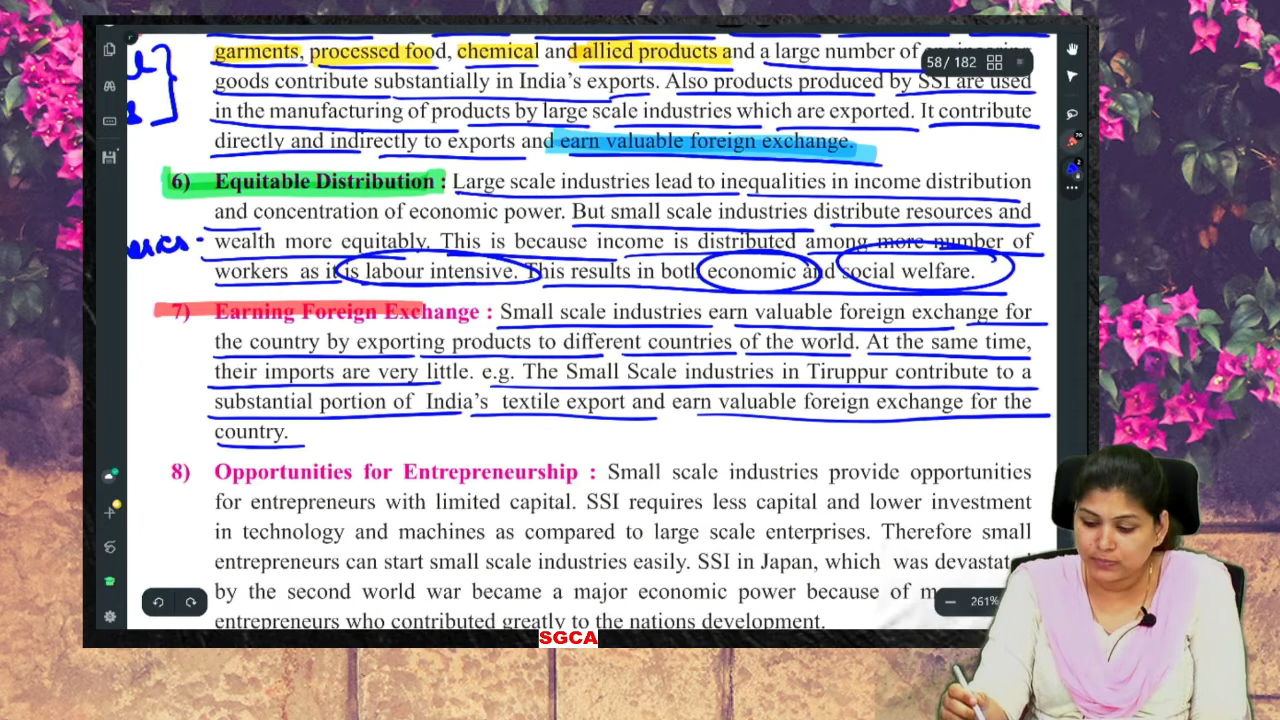 garments, processed food, chemical and allied products and a large number of
58 / 182
goods contribute substantially in India's exports. Also products produced by SSI are used
in the manufacturing of products by large scale industries which are exported. It contribute
directly and indirectly to exports and earn valuable foreign exchange.
6) Equitable Distribution : Large scale industries lead to inequalities in income distribution
and concentration of economic power. But small scale industries distribute resources and
wealth more equitably. This is because income is distributed among more number of
workers as it is labour intensive. This results in both economic and social welfare.
7) Earning Foreign Exchange : Small scale industries earn valuable foreign exchange for
the country by exporting products to different countries of the world. At the same time,
their imports are very little. e.g. The Small Scale industries in Tiruppur contribute to a
substantial portion of India's textile export and earn valuable foreign exchange for the
country.
8) Opportunities for Entrepreneurship : Small scale industries provide opportunities
for entrepreneurs with limited capital. SSI requires less capital and lower investment
in technology and machines as compared to large scale enterprises. Therefore small
entrepreneurs can start small scale industries easily. SSI in Japan, which was
by the second world war became a major economic power because of
261%
entrepreneurs who contributed greatly to the nations development.
SGCA